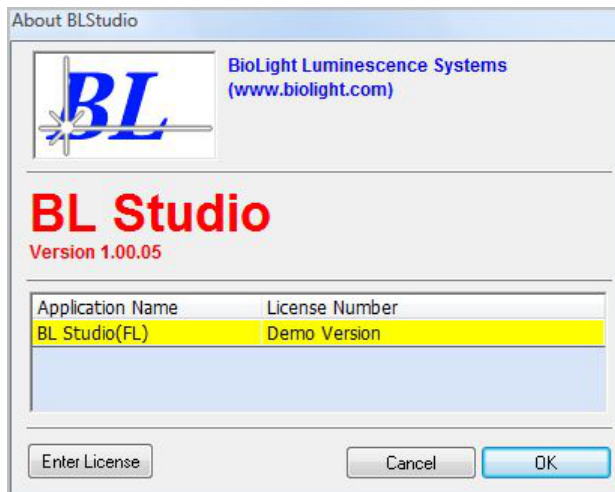 About BLStudio
BL
BioLight Luminescence Systems
(www.biolight.com)
BL Studio
Version 1.00.05
Application Name License Number
BL Studio(FL) Demo Version
Enter License Cancel OK